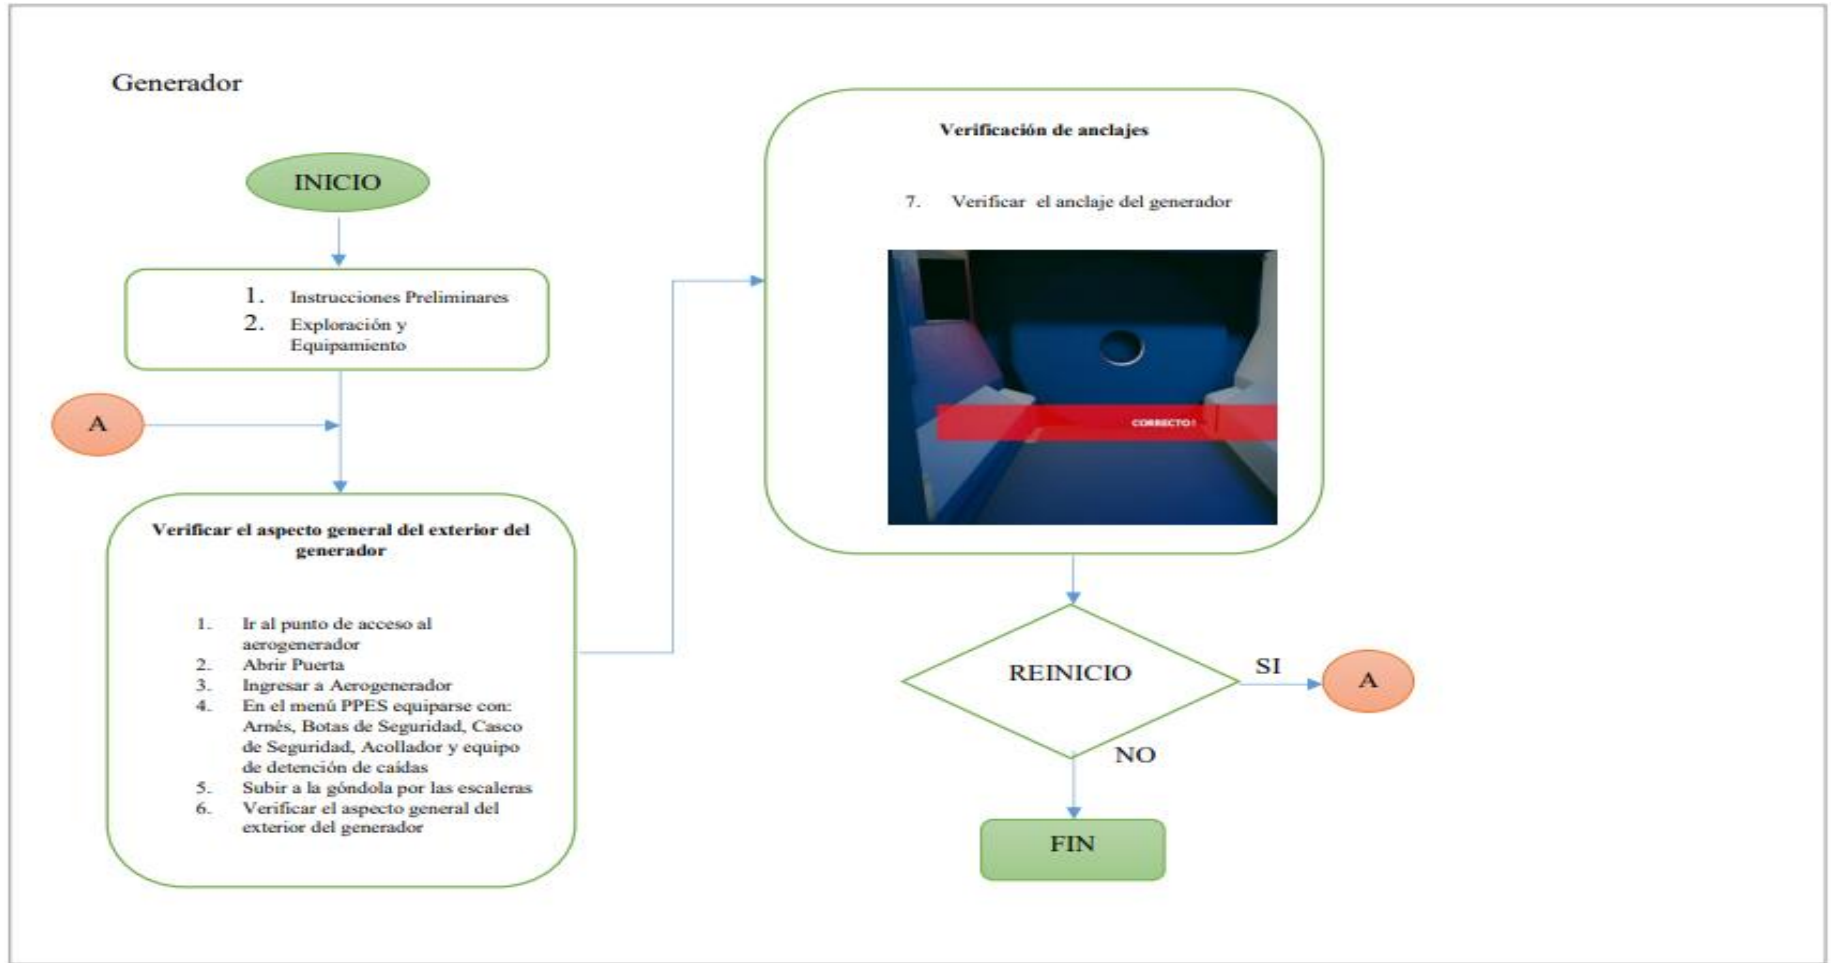 Generador
INICIO
1. Instrucciones Preliminares
2. Exploración y
Equipamiento
A
Verificar el aspecto general del exterior del
generador
1. Ir al punto de acceso al
aerogenerador
2. Abrir Puerta
3. Ingresar a Aerogenerador
4. En el menú PPES equiparse con:
Arnés, Botas de Seguridad, Casco
de Seguridad, Acollador y equipo
de detención de caídas
5. Subir a la góndola por las escaleras
6. Verificar el aspecto general del
exterior del generador
Verificación de anclajes
7. Verificar el anclaje del generador
CORRECTO!
REINICIO
SI
A
NO
FIN